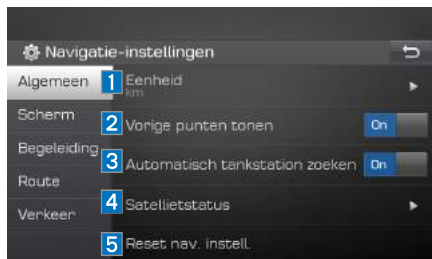 Navigatie-instellingen
Algemeen
Scherm
Begeleiding
Route
Verkeer
1 Eenheid
km
2 Vorige punten tonen On
3 Automatisch tankstation zoeken On
4 Satellietstatus
5 Reset nav. instell.